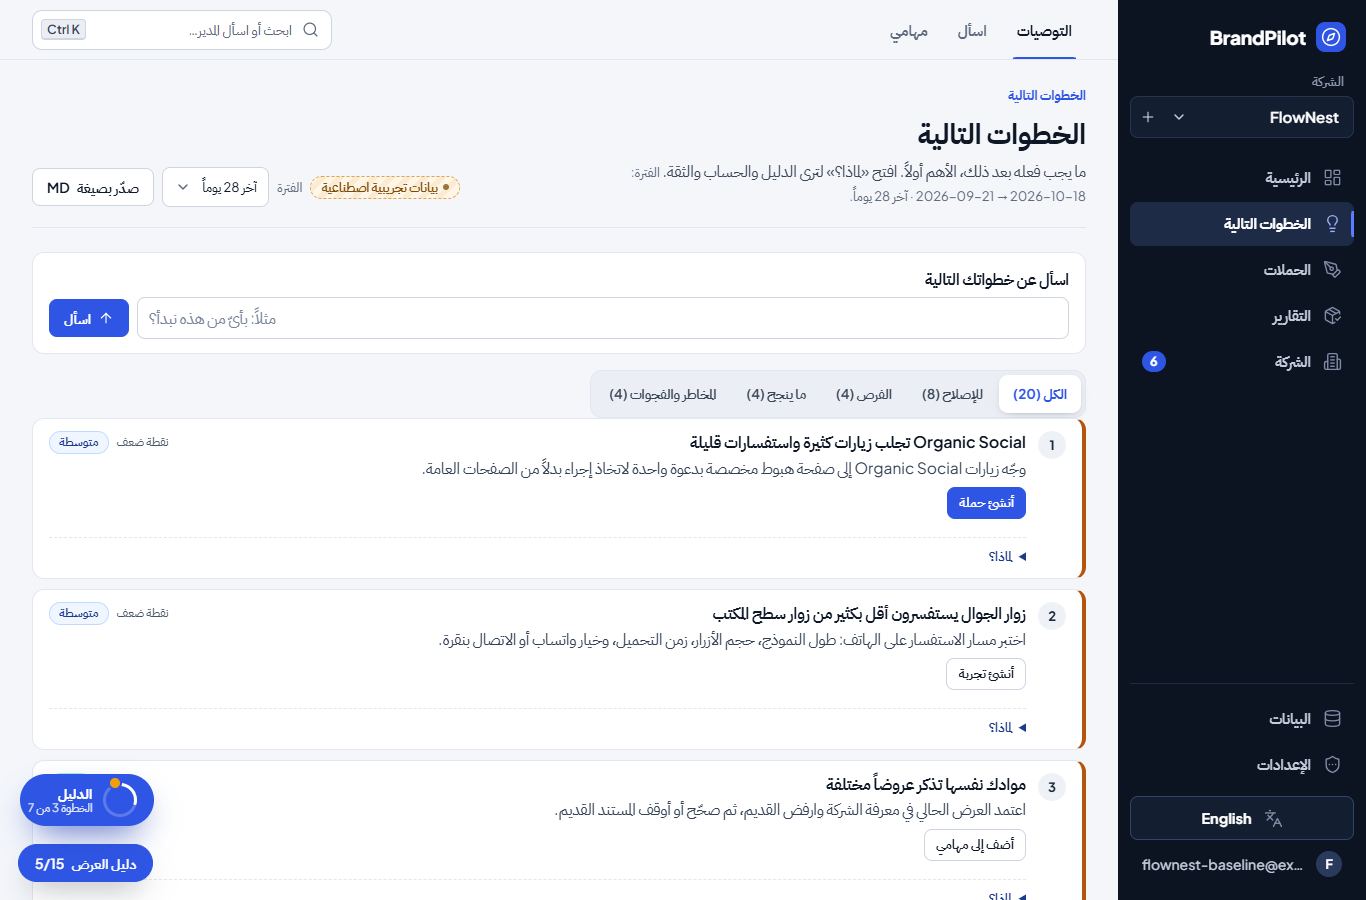 BrandPilot
الشركة
FlowNest
الرئيسية
الخطوات التالية
الحملات
التقارير
الشركة 6
البيانات
الإعدادات
English
F flownest-baseline@ex...
التوصيات
اسأل
مهامي
ابحث أو اسأل المدير... Ctrl K
الخطوات التالية
الخطوات التالية
ما يجب فعله بعد ذلك، الأهم أولاً. افتح «لماذا؟» لترى الدليل والحساب والثقة. الفترة:
2026-09-21 → 2026-10-18 · آخر 28 يوماً.
بيانات تجريبية اصطناعية
الفترة
آخر 28 يوماً
صدّر بصيغة MD
اسأل عن خطواتك التالية
مثلاً: بأيّ من هذه نبدأ؟
اسأل
الكل (20)
للإصلاح (8)
الفرص (4)
ما ينجح (4)
المخاطر والفجوات (4)
1
Organic Social تجلب زيارات كثيرة واستفسارات قليلة
نقطة ضعف متوسطة
وجّه زيارات Organic Social إلى صفحة هبوط مخصصة بدعوة واحدة لاتخاذ إجراء بدلاً من الصفحات العامة.
أنشئ حملة
لماذا؟
2
زوار الجوال يستفسرون أقل بكثير من زوار سطح المكتب
نقطة ضعف متوسطة
اختبر مسار الاستفسار على الهاتف: طول النموذج، حجم الأزرار، زمن التحميل، وخيار واتساب أو الاتصال بنقرة.
أنشئ تجربة
لماذا؟
3
موادك نفسها تذكر عروضاً مختلفة
اعتمد العرض الحالي في معرفة الشركة وارفض القديم، ثم صحّح أو أوقف المستند القديم.
أضف إلى مهامي
لماذا؟
الدليل
الخطوة 3 من 7
دليل العرض 5/15